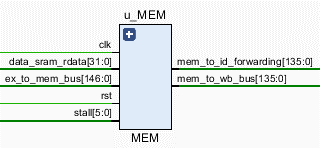 u_MEM
clk
data_sram_rdata[31:0]
mem_to_id_forwarding[135:0]
ex_to_mem_bus[146:0]
mem_to_wb_bus[135:0]
rst
stall[5:0]
MEM